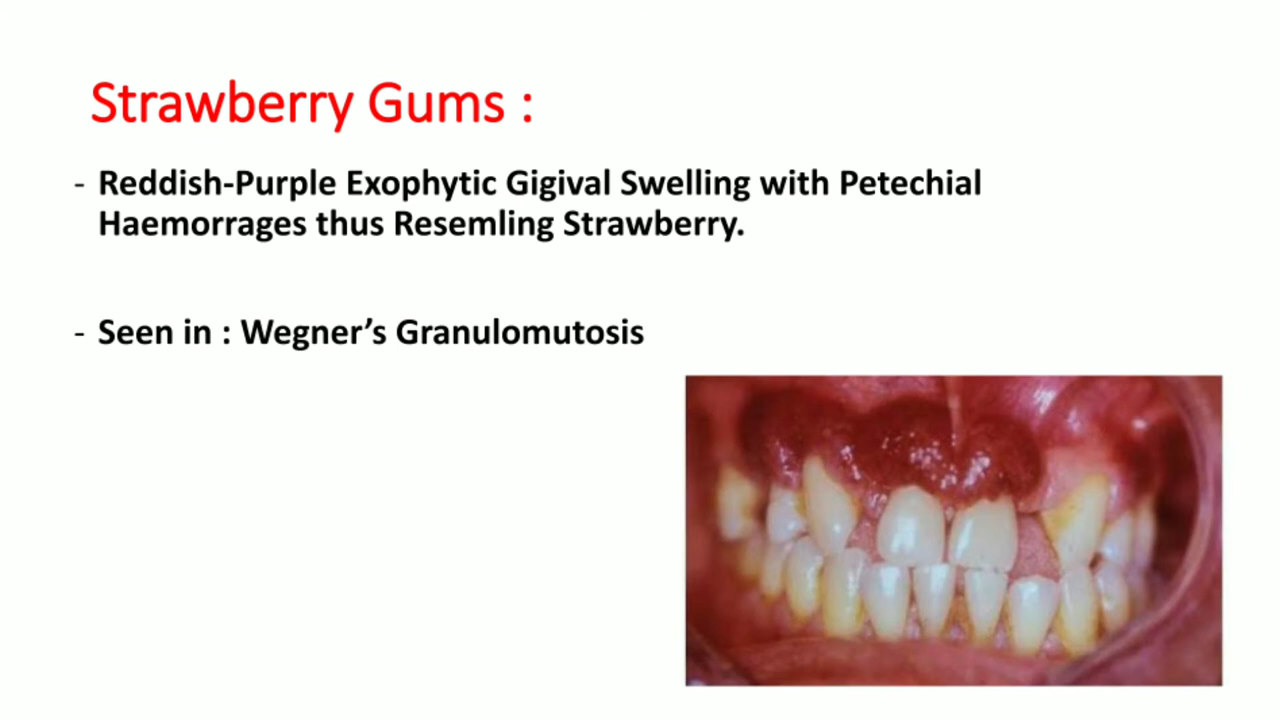 Strawberry Gums :
- Reddish-Purple Exophytic Gigival Swelling with Petechial
Haemorrages thus Resemling Strawberry.
- Seen in : Wegner’s Granulomutosis